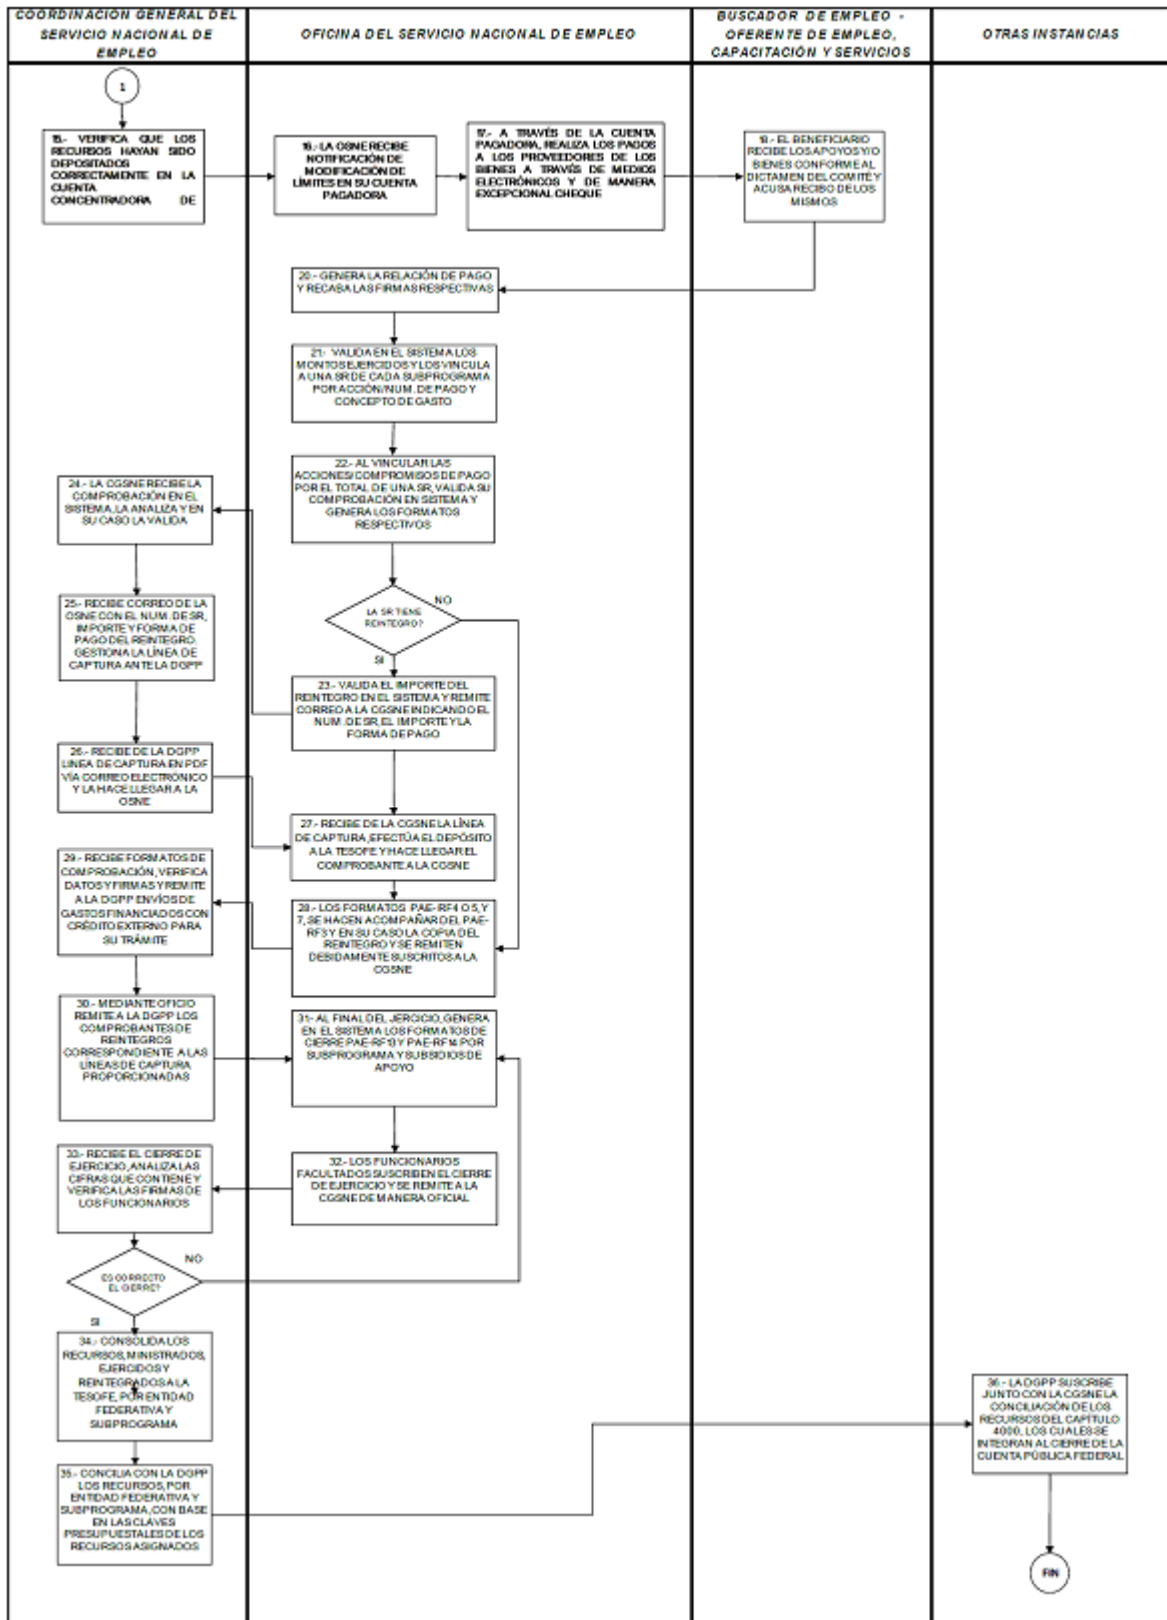 COORDINACIÓN GENERAL DEL
SERVICIO NACIONAL DE
EMPLEO
OFICINA DEL SERVICIO NACIONAL DE EMPLEO
BUSCADOR DE EMPLEO -
OFERENTE DE EMPLEO,
CAPACITACIÓN Y SERVICIOS
OTRAS INSTANCIAS
1
15.- VERIFICA QUE LOS
RECURSOS HAYAN SIDO
DEPOSITADOS
CORRECTAMENTE EN LA
CUENTA
CONCENTRADORA DE
16.- LA OSNE RECIBE
NOTIFICACIÓN DE
MODIFICACIÓN DE
LÍMITES EN SU CUENTA
PAGADORA
17.- A TRAVÉS DE LA CUENTA
PAGADORA, REALIZA LOS PAGOS
A LOS PROVEEDORES DE LOS
BIENES A TRAVÉS DE MEDIOS
ELECTRÓNICOS Y DE MANERA
EXCEPCIONAL CHEQUE
18.- EL BENEFICIARIO
RECIBE LOS APOYOS Y/O
BIENES CONFORME AL
DICTAMEN DEL COMITÉ Y
ACUSA RECIBO DE LOS
MISMOS
20.- GENERA LA RELACIÓN DE PAGO
Y RECABA LAS FIRMAS RESPECTIVAS
21.- VALIDA EN EL SISTEMA LOS
MONTOS EJERCIDOS Y LOS VINCULA
A UNA SR DE CADA SUBPROGRAMA
POR ACCIÓN/NUM. DE PAGO Y
CONCEPTO DE GASTO
22.- AL VINCULAR LAS
ACCIONES/COMPROMISOS DE PAGO
POR EL TOTAL DE UNA SR, VALIDA SU
COMPROBACIÓN EN SISTEMA Y
GENERA LOS FORMATOS
RESPECTIVOS
24.- LA CGSNE RECIBE LA
COMPROBACIÓN EN EL
SISTEMA, LA ANALIZA Y EN
SU CASO LA VALIDA
LA SR TIENE
REINTEGRO?
NO
SI
25.- RECIBE CORREO DE LA
OSNE CON EL NUM. DE SR,
IMPORTE Y FORMA DE
PAGO DEL REINTEGRO.
GESTIONA LA LÍNEA DE
CAPTURA ANTE LA DGPP
23.- VALIDA EL IMPORTE DEL
REINTEGRO EN EL SISTEMA Y REMITE
CORREO A LA CGSNE INDICANDO EL
NUM. DE SR, EL IMPORTE Y LA
FORMA DE PAGO
26.- RECIBE DE LA DGPP
LINEA DE CAPTURA EN PDF
VÍA CORREO ELECTRÓNICO
Y LA HACE LLEGAR A LA
OSNE
27.- RECIBE DE LA CGSNE LA LÍNEA
DE CAPTURA, EFECTÚA EL DEPÓSITO
A LA TESOFE Y HACE LLEGAR EL
COMPROBANTE A LA CGSNE
29.- RECIBE FORMATOS DE
COMPROBACIÓN, VERIFICA
DATOS Y FIRMAS Y REMITE
A LA DGPP ENVÍOS DE
GASTOS FINANCIADOS CON
CRÉDITO EXTERNO PARA
SU TRÁMITE
28.- LOS FORMATOS PAE-RF4 O 5, Y
7, SE HACEN ACOMPAÑAR DEL PAE-
RF3 Y EN SU CASO LA COPIA DEL
REINTEGRO Y SE REMITEN
DEBIDAMENTE SUSCRITOS A LA
CGSNE
30.- MEDIANTE OFICIO
REMITE A LA DGPP LOS
COMPROBANTES DE
REINTEGROS
CORRESPONDIENTE A LAS
LÍNEAS DE CAPTURA
PROPORCIONADAS
31.- AL FINAL DEL JERCICIO, GENERA
EN EL SISTEMA LOS FORMATOS DE
CIERRE PAE-RF13 Y PAE-RF14 POR
SUBPROGRAMA Y SUBSIDIOS DE
APOYO
33.- RECIBE EL CIERRE DE
EJERCICIO, ANALIZA LAS
CIFRAS QUE CONTIENE Y
VERIFICA LAS FIRMAS DE
LOS FUNCIONARIOS
32.- LOS FUNCIONARIOS
FACULTADOS SUSCRIBEN EL CIERRE
DE EJERCICIO Y SE REMITE A LA
CGSNE DE MANERA OFICIAL
ES CORRECTO
EL CIERRE?
NO
SI
34.- CONSOLIDA LOS
RECURSOS, MINISTRADOS,
EJERCIDOS Y
REINTEGRADOS A LA
TESOFE, POR ENTIDAD
FEDERATIVA Y
SUBPROGRAMA
35.- CONCILIA CON LA DGPP
LOS RECURSOS, POR
ENTIDAD FEDERATIVA Y
SUBPROGRAMA, CON BASE
EN LAS CLAVES
PRESUPUESTALES DE LOS
RECURSOS ASIGNADOS
36.- LA DGPP SUSCRIBE
JUNTO CON LA CGSNE LA
CONCILIACIÓN DE LOS
RECURSOS DEL CAPÍTULO
4000, LOS CUALES SE
INTEGRAN AL CIERRE DE LA
CUENTA PÚBLICA FEDERAL
FIN